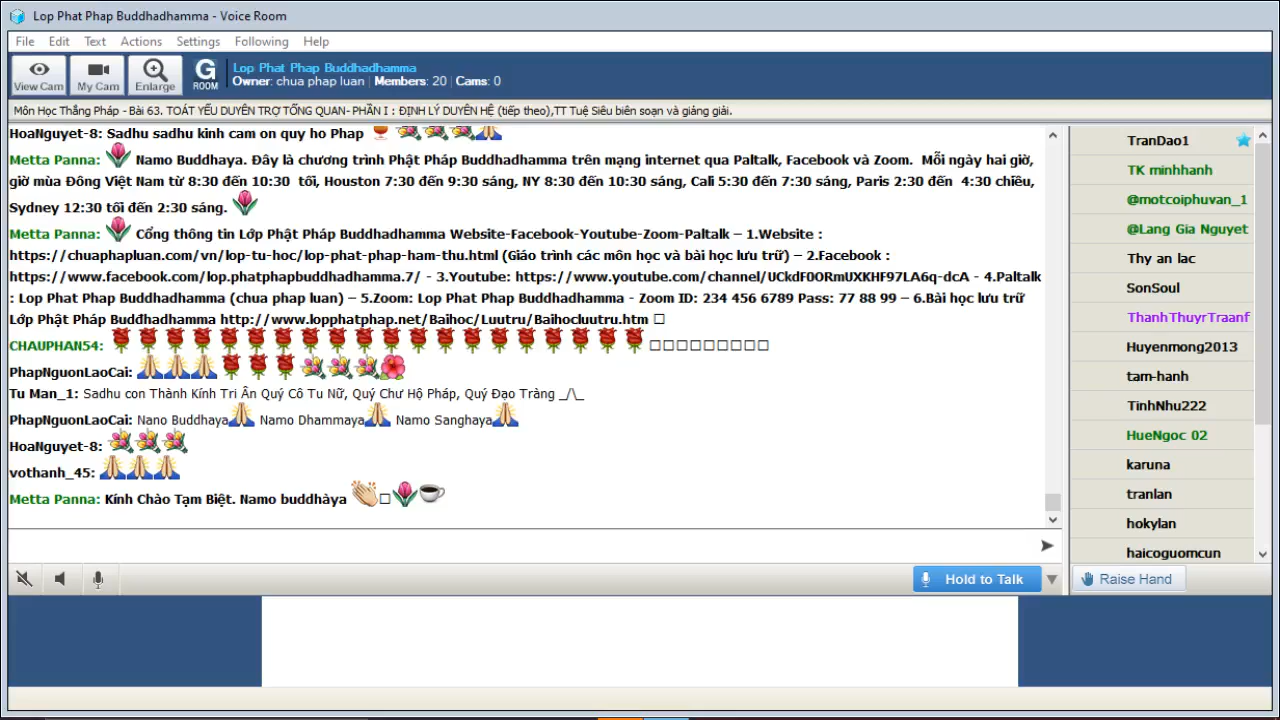 Lop Phat Phap Buddhadhamma - Voice Room
File Edit Text Actions Settings Following Help
View Cam My Cam Enlarge G ROOM
Lop Phat Phap Buddhadhamma
Owner: chua phap luan | Members: 20 | Cams: 0
Môn Học Thắng Pháp - Bài 63. TOÁT YẾU DUYÊN TRỢ TỔNG QUAN- PHẦN I : ĐỊNH LÝ DUYÊN HỆ (tiếp theo),TT Tuệ Siêu biên soạn và giảng giải.
HoaNguyet-8: Sadhu sadhu kinh cam on quy ho Phap
Metta Panna: Namo Buddhaya. Đây là chương trình Phật Pháp Buddhadhamma trên mạng internet qua Paltalk, Facebook và Zoom. Mỗi ngày hai giờ,
giờ mùa Đông Việt Nam từ 8:30 đến 10:30 tối, Houston 7:30 đến 9:30 sáng, NY 8:30 đến 10:30 sáng, Cali 5:30 đến 7:30 sáng, Paris 2:30 đến 4:30 chiều,
Sydney 12:30 tối đến 2:30 sáng.
Metta Panna: Cổng thông tin Lớp Phật Pháp Buddhadhamma Website-Facebook-Youtube-Zoom-Paltalk – 1.Website :
https://chuaphapluan.com/vn/lop-tu-hoc/lop-phat-phap-ham-thu.html (Giáo trình các môn học và bài học lưu trữ) – 2.Facebook :
https://www.facebook.com/lop.phatphapbuddhadhamma.7/ - 3.Youtube: https://www.youtube.com/channel/UCkdF0ORmUXKHF97LA6q-dcA - 4.Paltalk
: Lop Phat Phap Buddhadhamma (chua phap luan) – 5.Zoom: Lop Phat Phap Buddhadhamma - Zoom ID: 234 456 6789 Pass: 77 88 99 – 6.Bài học lưu trữ
Lớp Phật Pháp Buđdhadhamma http://www.lopphatphap.net/Baihoc/Luutru/Baihocluutru.htm
CHAUPHAN54:
PhapNguonLaoCai:
Tu Man_1: Sadhu con Thành Kính Tri Ân Quý Cô Tu Nữ, Quý Chư Hộ Pháp, Quý Đạo Tràng _/\_
PhapNguonLaoCai: Nano Buddhaya Namo Dhammaya Namo Sanghaya
HoaNguyet-8:
vothanh_45:
Metta Panna: Kính Chào Tạm Biệt. Namo buddhàya
TranDao1
TK minhhanh
@motcoiphuvan_1
@Lang Gia Nguyet
Thy an lac
SonSoul
ThanhThuyrTraanf
Huyenmong2013
tam-hanh
TinhNhu222
HueNgoc 02
karuna
tranlan
hokylan
haicoguomcun
Hold to Talk
Raise Hand